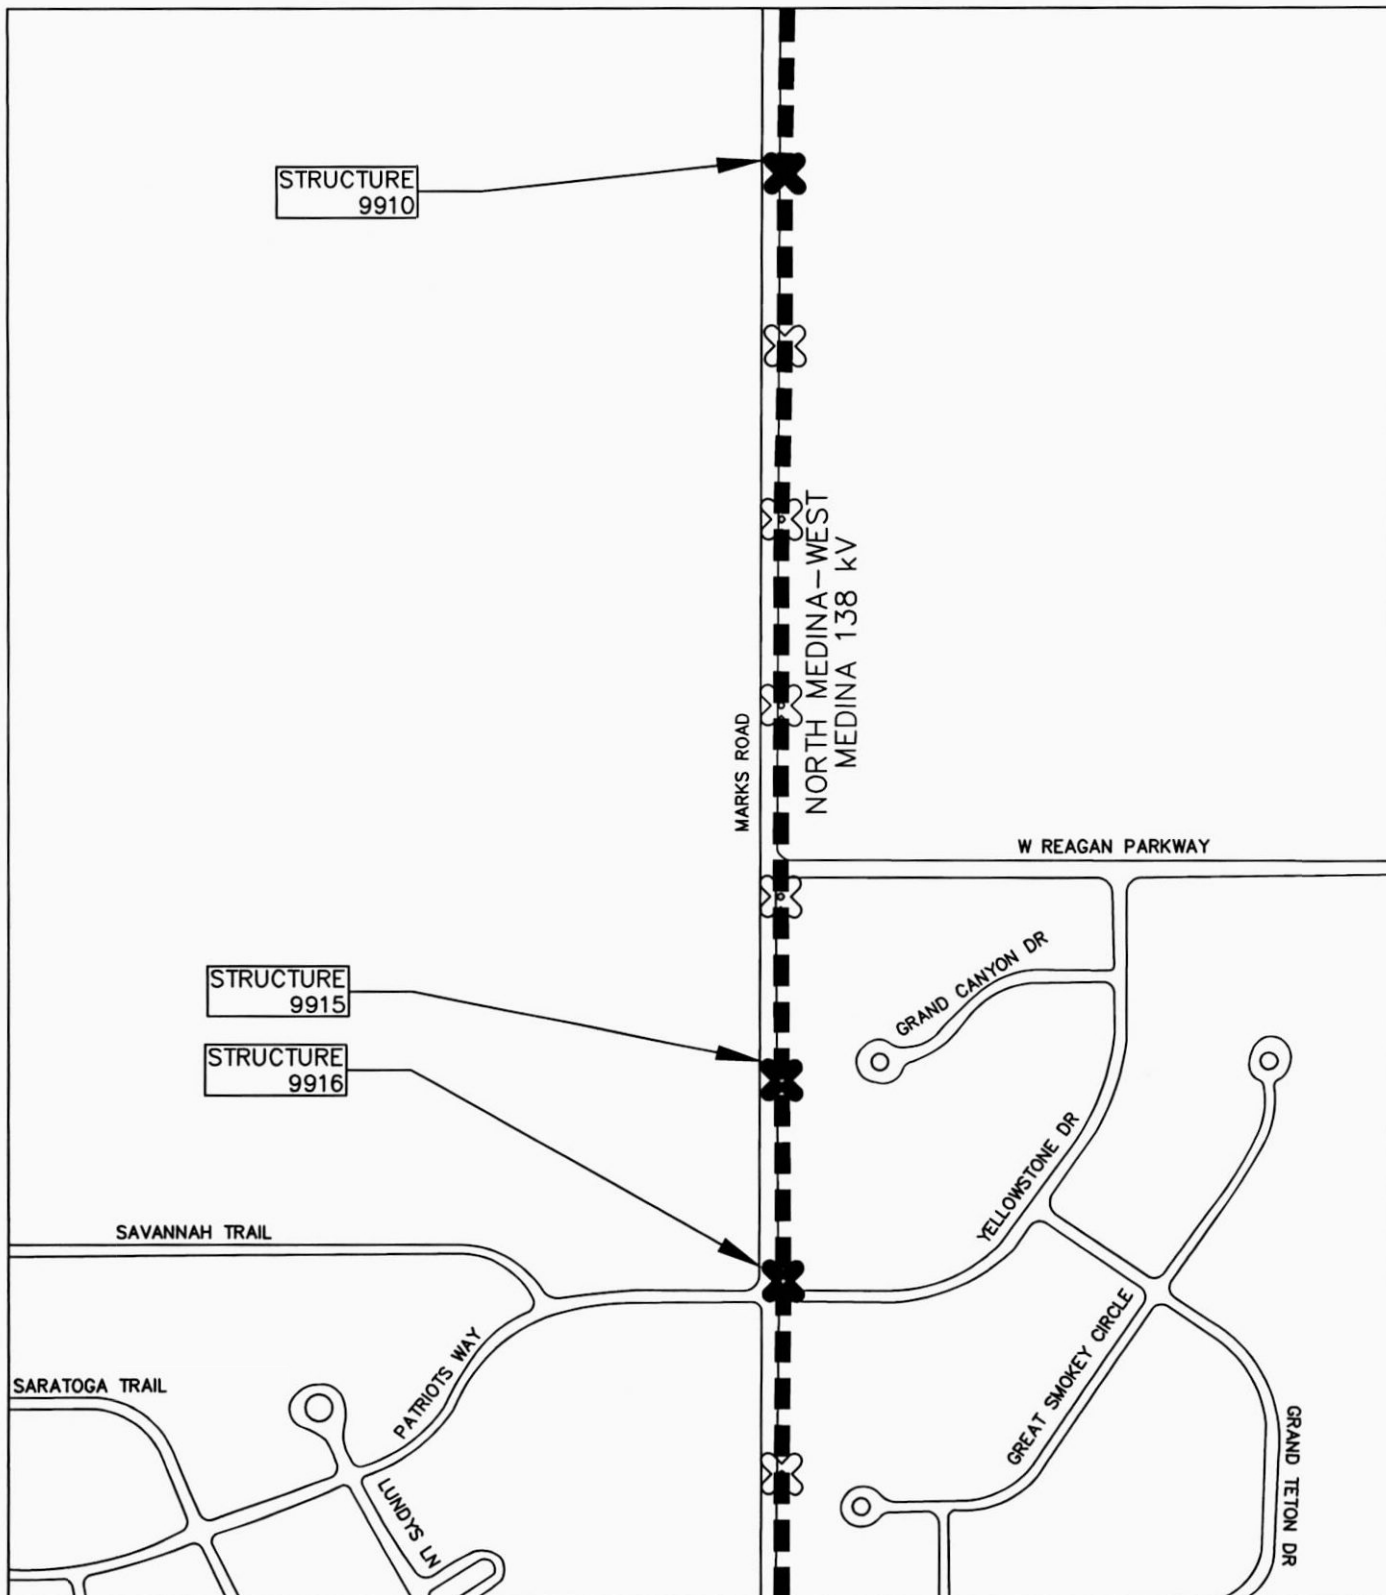 STRUCTURE
9910
NORTH MEDINA-WEST
MEDINA 138 kV
MARKS ROAD
W REAGAN PARKWAY
GRAND CANYON DR
STRUCTURE
9915
STRUCTURE
9916
YELLOWSTONE DR
SAVANNAH TRAIL
PATRIOTS WAY
GREAT SMOKEY CIRCLE
SARATOGA TRAIL
GRAND TETON DR
LUNDYS LN